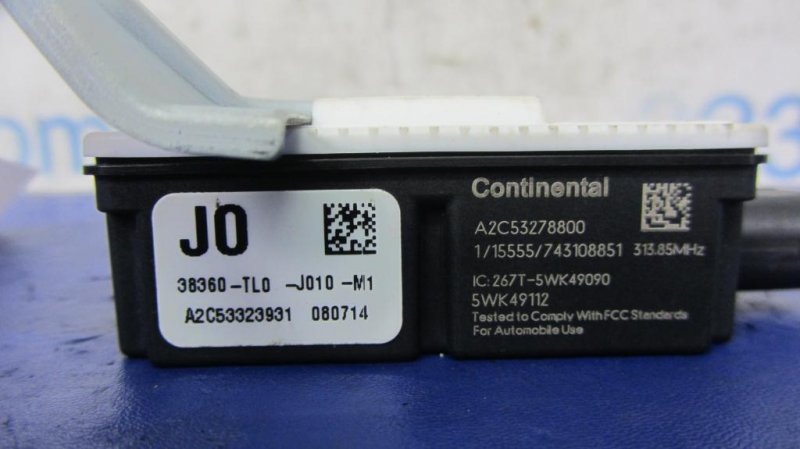 J0
38360-TL0 -J010-M1
A2C53323931 080714
Continental
A2C53278800
1/15555/743108851 313.85MHz
IC: 267T-5WK49090
5WK49112
Tested to Comply With FCC Standards
For Automobile Use